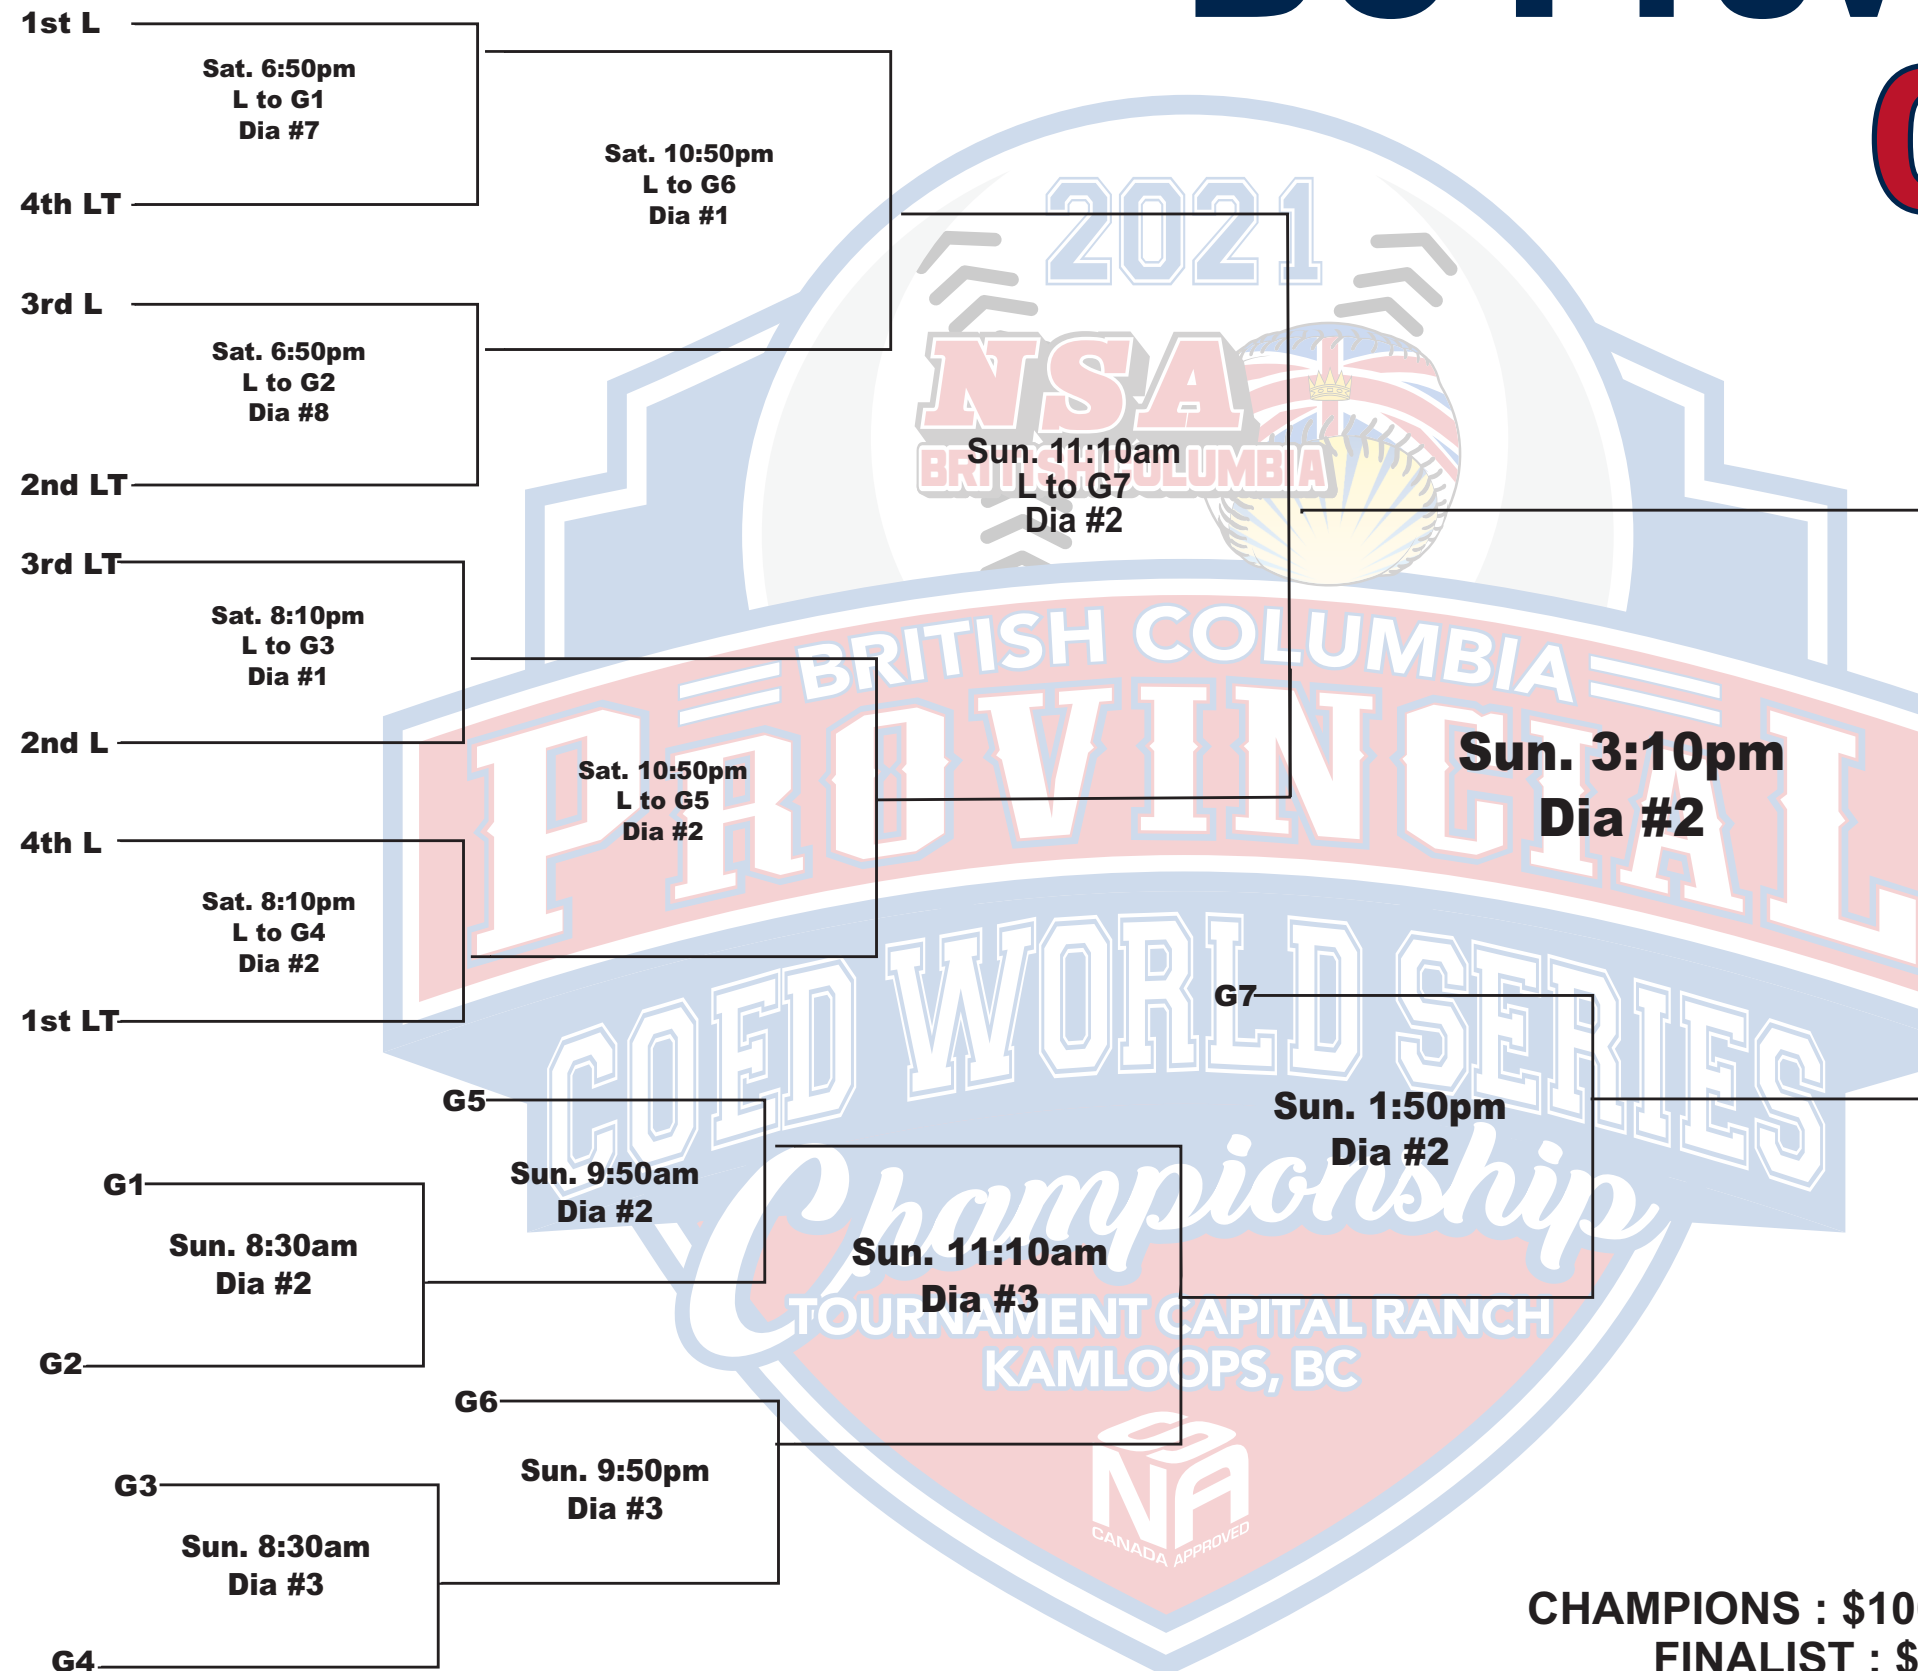 1st L
Sat. 6:50pm
L to G1
Dia #7
4th LT
Sat. 10:50pm
L to G6
Dia #1
3rd L
Sat. 6:50pm
L to G2
Dia #8
2nd LT
2021
NSA
BRITISH COLUMBIA
Sun. 11:10am
L to G7
Dia #2
3rd LT
Sat. 8:10pm
L to G3
Dia #1
2nd L
BRITISH COLUMBIA
PROVINCIAL
Sat. 10:50pm
L to G5
Dia #2
Sun. 3:10pm
Dia #2
4th L
Sat. 8:10pm
L to G4
Dia #2
1st LT
COED WORLD SERIES
Championship
TOURNAMENT CAPITAL RANCH
KAMLOOPS, BC
NSA
CANADA APPROVED
G7
Sun. 1:50pm
Dia #2
G5
Sun. 9:50am
Dia #2
G1
Sun. 8:30am
Dia #2
G2
Sun. 11:10am
Dia #3
G6
Sun. 9:50pm
Dia #3
G3
Sun. 8:30am
Dia #3
G4
CHAMPIONS : $10
FINALIST : $